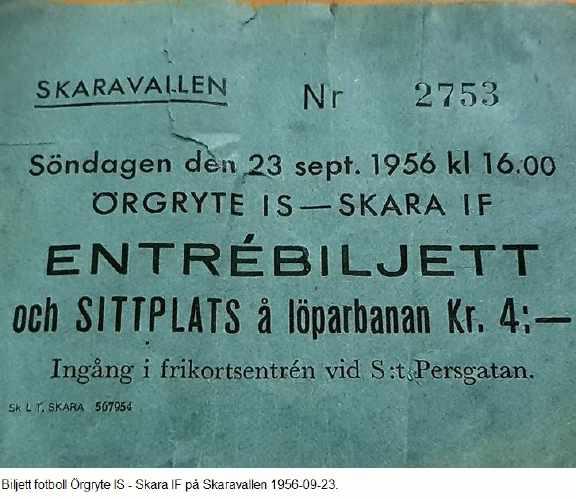 SKARAVALLEN Nr 2753
Söndagen den 23 sept. 1956 kl 16.00
ÖRGRYTE IS — SKARA IF
ENTRÉBILJETT
och SITTPLATS å löparbanan Kr. 4:—
Ingång i frikortsentrén vid S:t Persgatan.
SK L T, SKARA 567954
Biljett fotboll Örgryte IS - Skara IF på Skaravallen 1956-09-23.